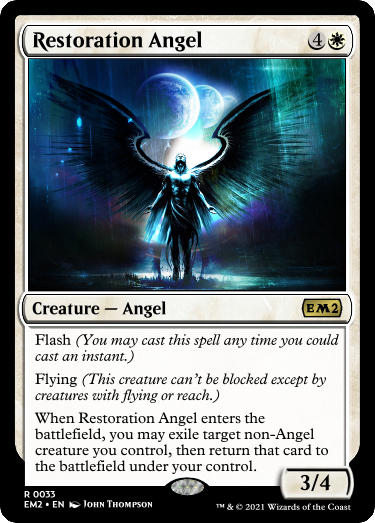 Restoration Angel 4
Creature — Angel EM2
Flash (You may cast this spell any time you could
cast an instant.)
Flying (This creature can't be blocked except by
creatures with flying or reach.)
When Restoration Angel enters the
battlefield, you may exile target non-Angel
creature you control, then return that card to
the battlefield under your control.
3/4
R 0033
EM2 • EN John Thompson
™ & © 2021 Wizards of the Coast